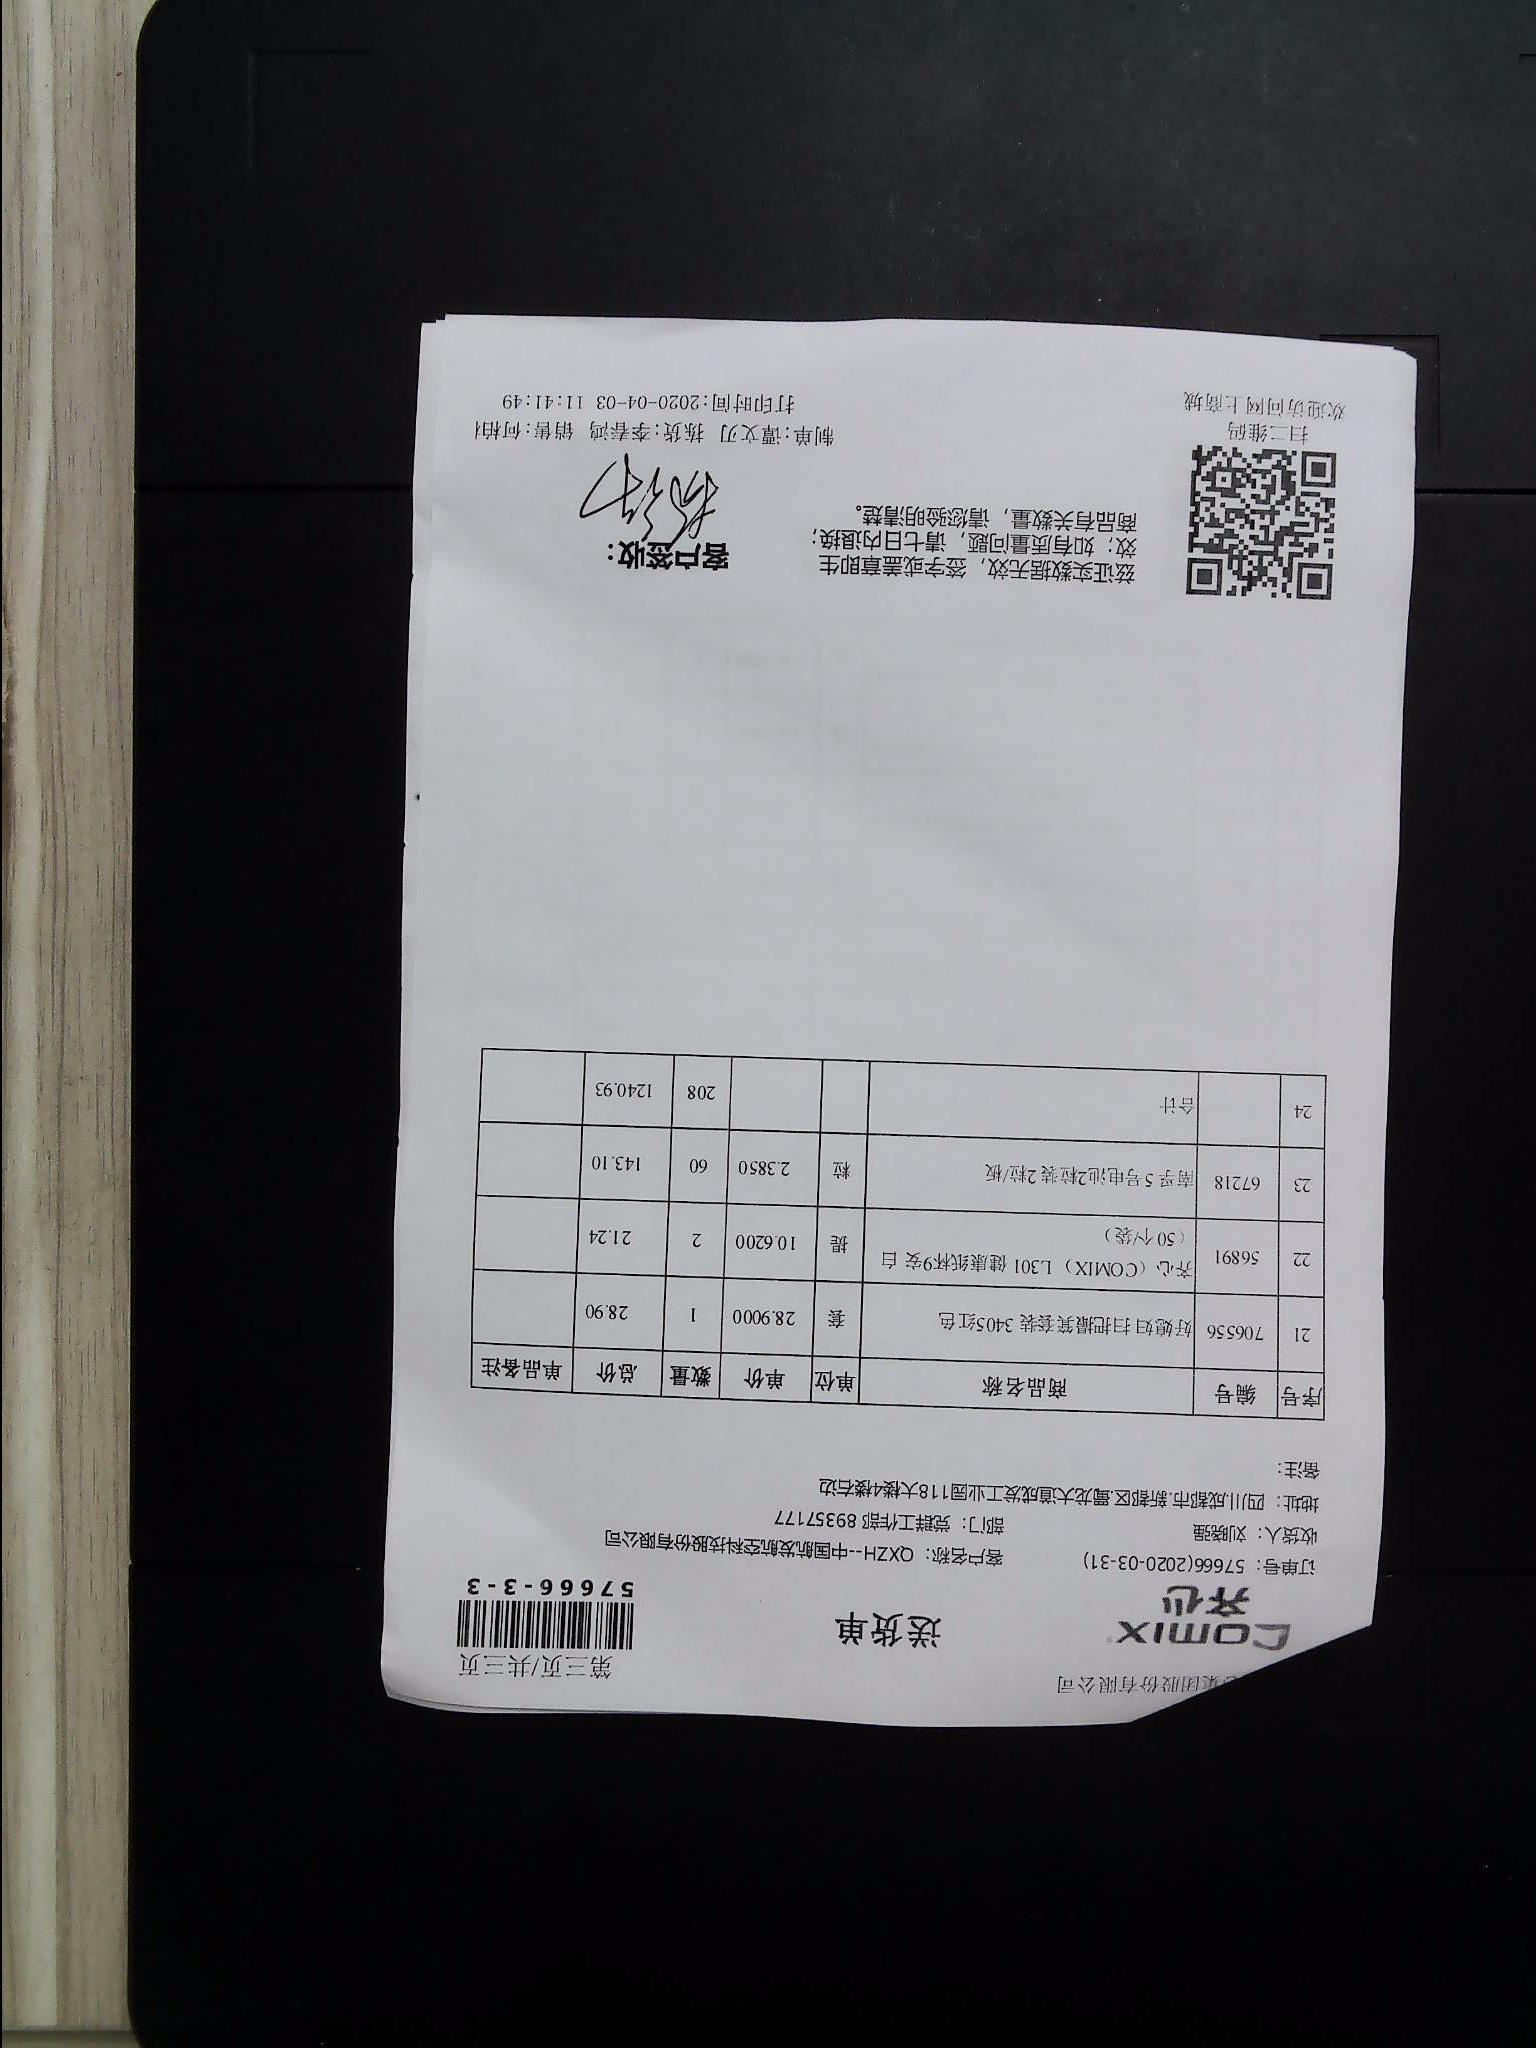 集团股份有限公司
第三页/共三页
COMIX
齐心
送货单
57666-3-3
订单号：57666(2020-03-31) 客户名称：QXZH--中国航发航空科技股份有限公司
收货人：刘晓强 部门：党群工作部 89357177
地址：四川.成都市.新都区.蜀龙大道成发工业园118大楼4楼右边
备注：
序号 编号 商品名称 单位 单价 数量 总价 单品备注
21 706556 好媳妇扫把撮箕套装 3405红色 套 28.9000 1 28.90
22 56891 齐心（COMIX）L301 健康纸杯9安 白 提 10.6200 2 21.24
（50个/袋）
23 67218 南孚 5号电池2粒装 2粒/板 粒 2.3850 60 143.10
24 合计 208 1240.93
兹证实数据无效，签字或盖章即生
效；如有质量问题，请七日内退换；
商品有关数量，请您验明清楚。
客户签收：
扫二维码
欢迎访问网上商城
制单:谭文刃 拣货:李春鸿 销售:何柏
打印时间:2020-04-03 11:41:49